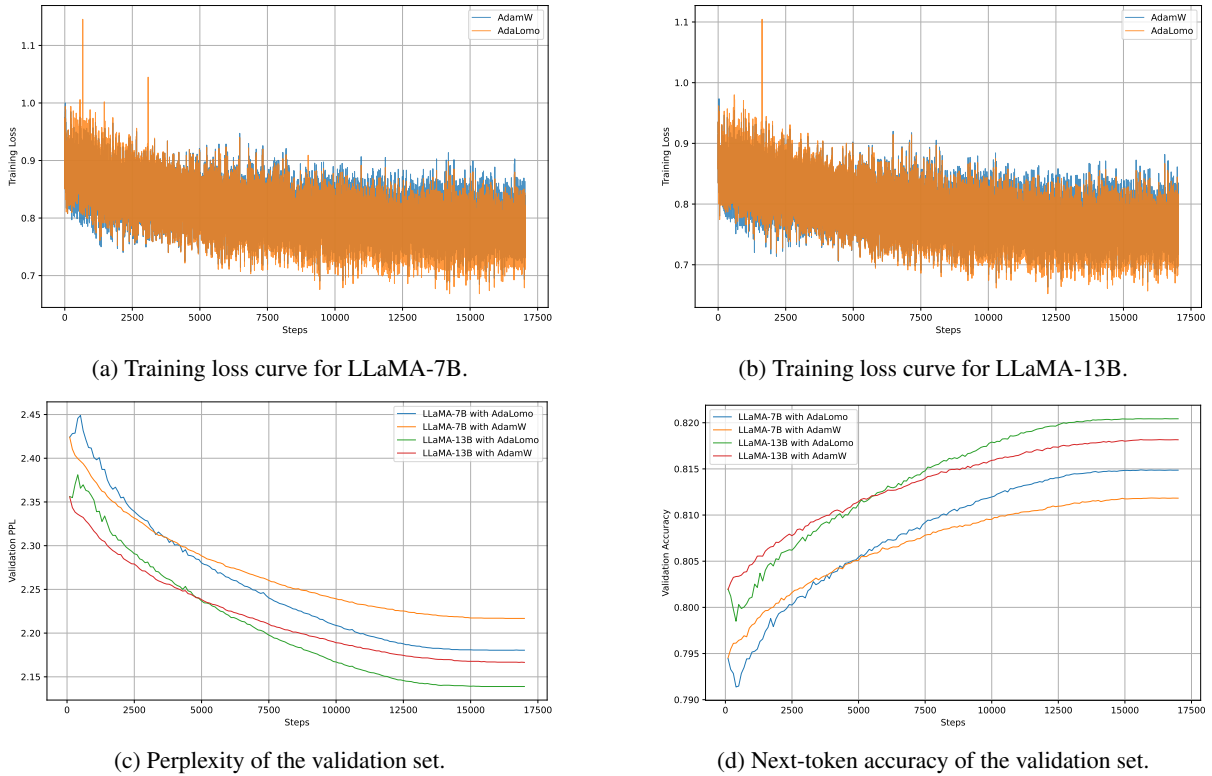 AdamW
AdaLomo
1.1
1.0
0.9
0.8
0.7
Training Loss
0 2500 5000 7500 10000 12500 15000 17500
Steps
(a) Training loss curve for LLaMA-7B.
AdamW
AdaLomo
1.1
1.0
0.9
0.8
0.7
Training Loss
0 2500 5000 7500 10000 12500 15000 17500
Steps
(b) Training loss curve for LLaMA-13B.
LLaMA-7B with AdaLomo
LLaMA-7B with AdamW
LLaMA-13B with AdaLomo
LLaMA-13B with AdamW
2.45
2.40
2.35
2.30
2.25
2.20
2.15
Validation PPL
0 2500 5000 7500 10000 12500 15000 17500
Steps
(c) Perplexity of the validation set.
LLaMA-7B with AdaLomo
LLaMA-7B with AdamW
LLaMA-13B with AdaLomo
LLaMA-13B with AdamW
0.820
0.815
0.810
0.805
0.800
0.795
0.790
Validation Accuracy
0 2500 5000 7500 10000 12500 15000 17500
Steps
(d) Next-token accuracy of the validation set.